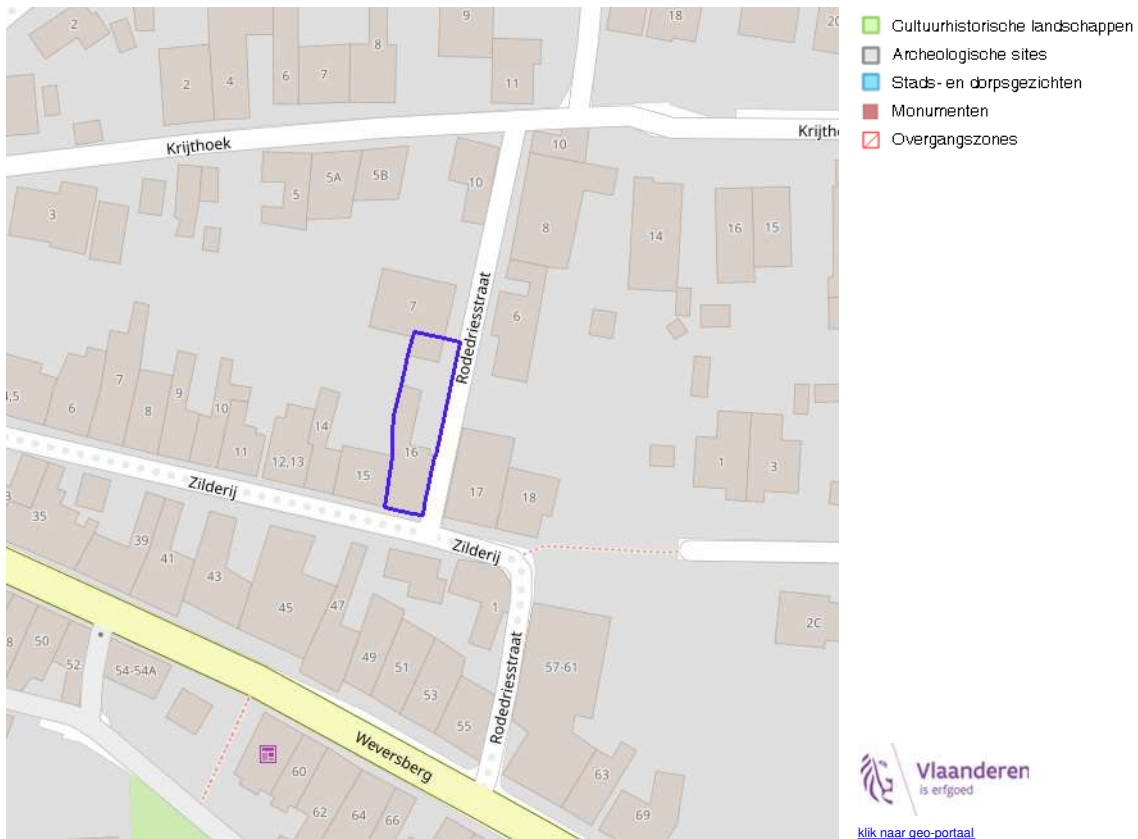 2
2
4
6
7
8
9
11
18
20
Krijthoek
Krijtho
10
3
5
5A
5B
10
8
14
16
15
7
6
Rodedriesstraat
4,5
6
7
8
9
10
11
12,13
14
15
16
17
18
1
3
Zilderij
Zilderij
35
39
41
43
45
47
49
51
53
55
1
57-61
2C
Rodedriesstraat
8
50
52
54-54A
Weversberg
60
62
64
66
63
69
Cultuurhistorische landschappen
Archeologische sites
Stads- en dorpsgezichten
Monumenten
Overgangszones
Vlaanderen
is erfgoed
klik naar geo-portaal